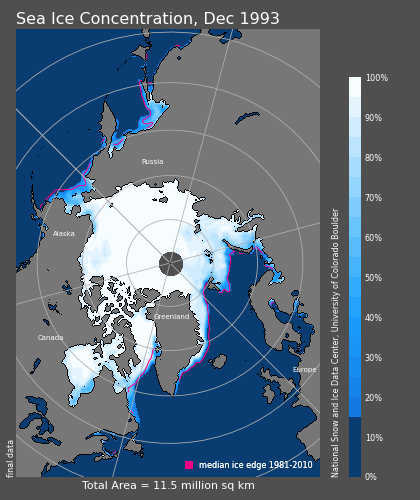 Sea Ice Concentration, Dec 1993
Russia
Alaska
Greenland
Canada
Europe
median ice edge 1981-2010
Total Area = 11.5 million sq km
final data
National Snow and Ice Data Center, University of Colorado Boulder
100%
90%
80%
70%
60%
50%
40%
30%
20%
10%
0%